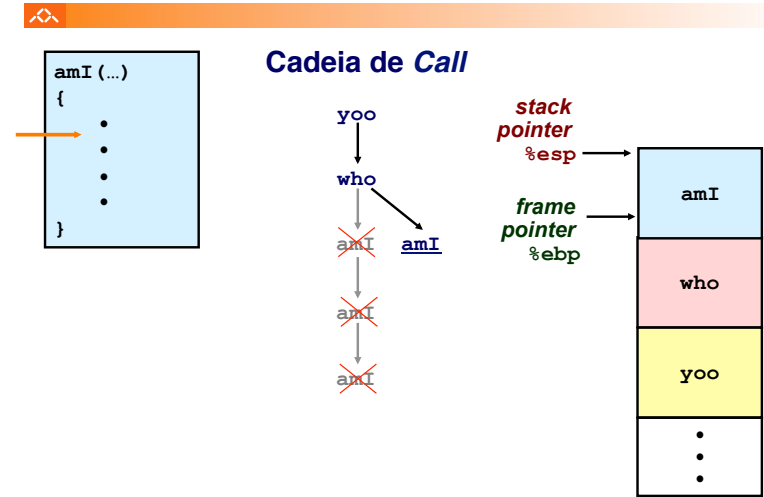 Cadeia de Call
amI(…)
{
•
•
•
•
}
yoo
who
amI
amI
amI
amI
stack
pointer
%esp
frame
pointer
%ebp
amI
who
yoo
•
•
•